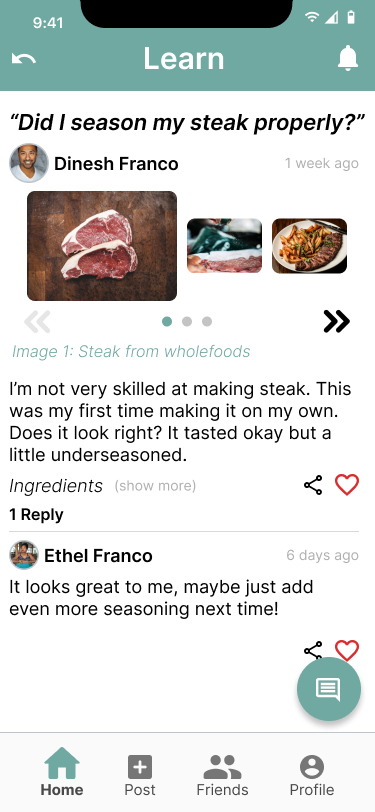 9:41
Learn
“Did I season my steak properly?”
Dinesh Franco
1 week ago
Image 1: Steak from wholefoods
I’m not very skilled at making steak. This
was my first time making it on my own.
Does it look right? It tasted okay but a
little underseasoned.
Ingredients (show more)
1 Reply
Ethel Franco
6 days ago
It looks great to me, maybe just add
even more seasoning next time!
Home
Post
Friends
Profile